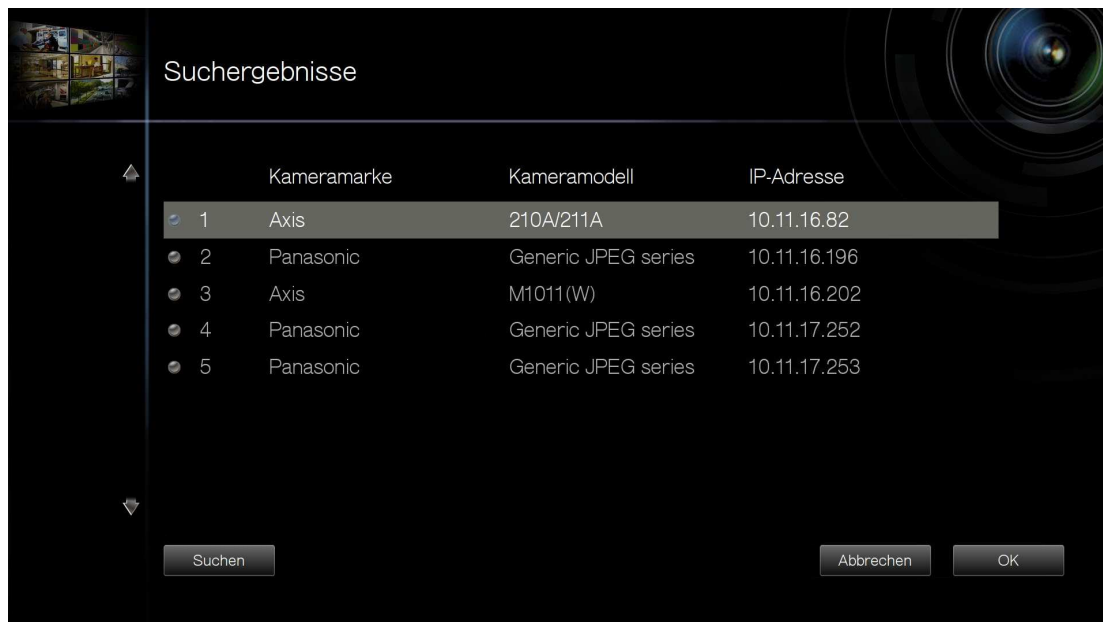 Suchergebnisse
Kameramarke Kameramodell IP-Adresse
1 Axis 210A/211A 10.11.16.82
2 Panasonic Generic JPEG series 10.11.16.196
3 Axis M1011(W) 10.11.16.202
4 Panasonic Generic JPEG series 10.11.17.252
5 Panasonic Generic JPEG series 10.11.17.253
Suchen Abbrechen OK